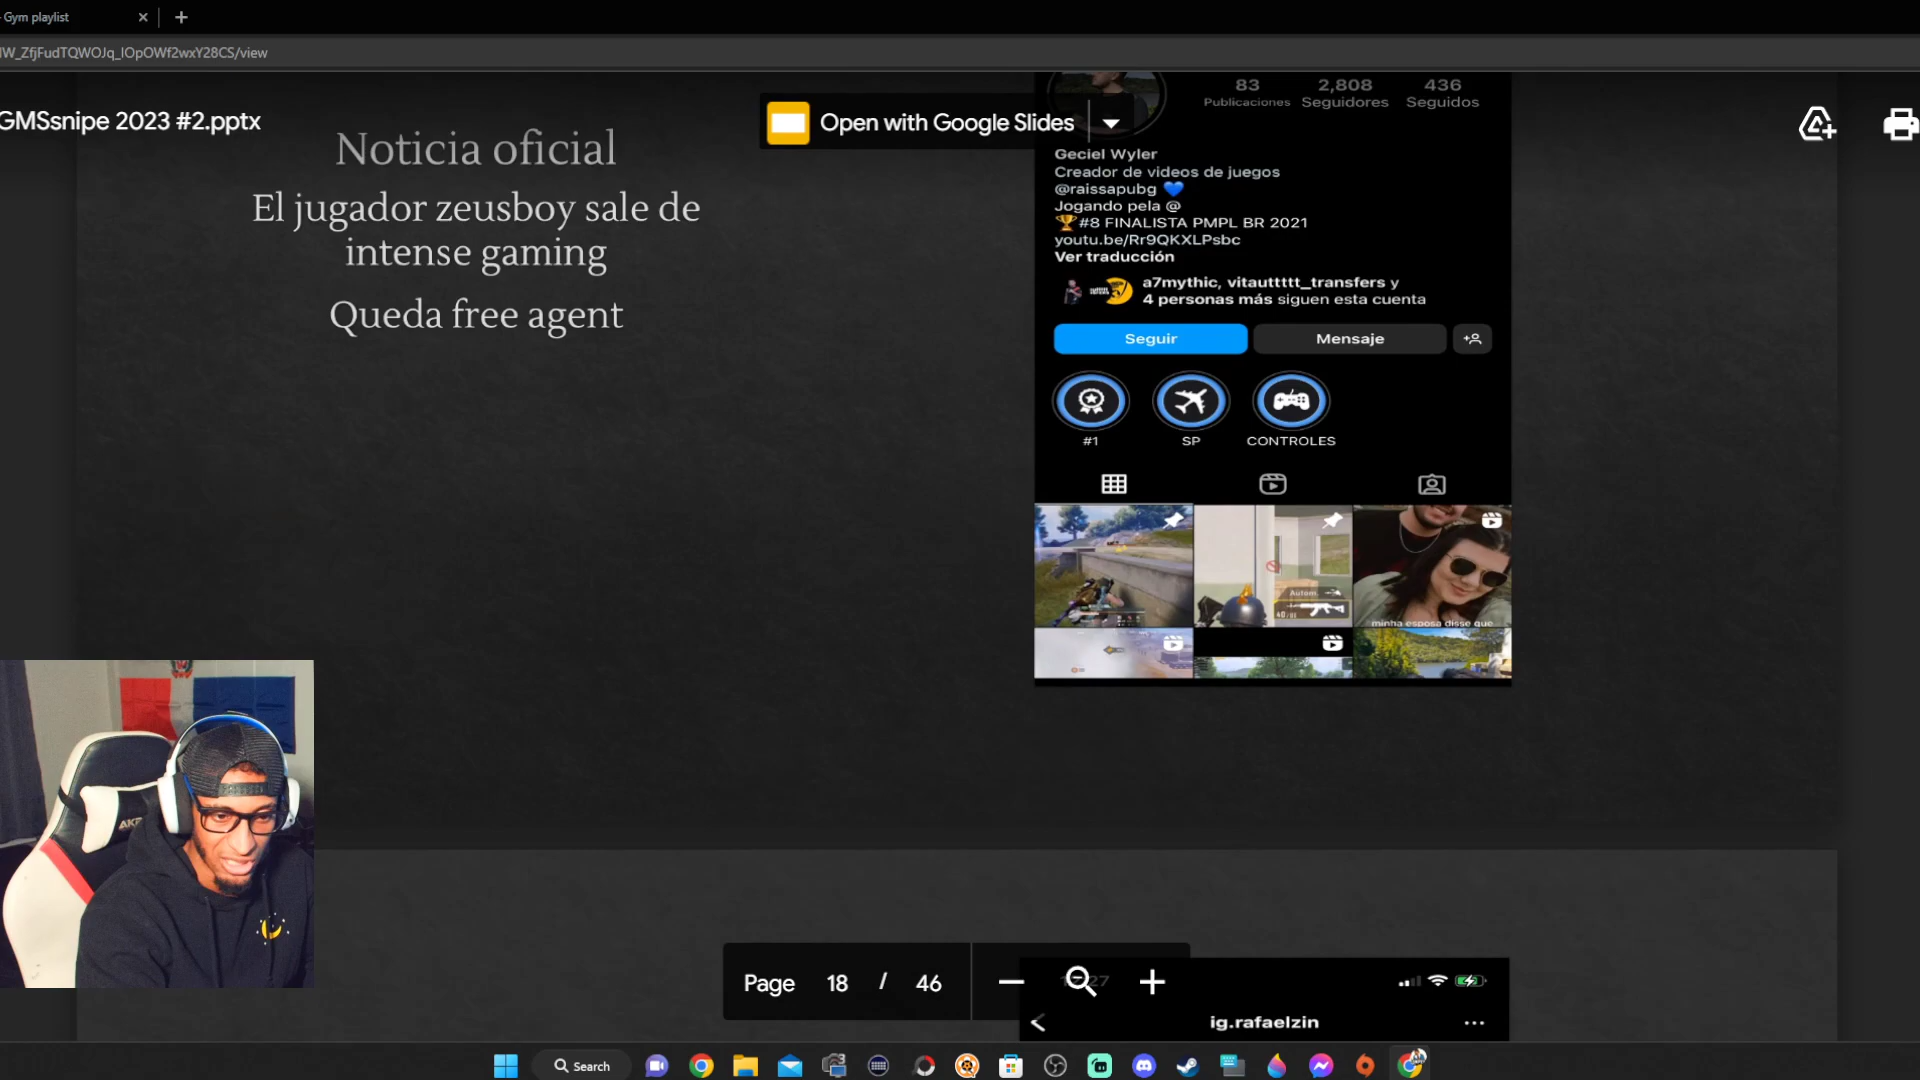 Gym playlist
IW_ZfjFudTQWOJq_IOpOWf2wxY28CS/view
GMSsnipe 2023 #2.pptx
Open with Google Slides
Noticia oficial
El jugador zeusboy sale de
intense gaming
Queda free agent
83 2,808 436
Publicaciones Seguidores Seguidos
Geciel Wyler
Creador de videos de juegos
@raissapubg 💙
Jogando pela @
🏆#8 FINALISTA PMPL BR 2021
youtu.be/Rr9QKXLPsbc
Ver traducción
a7mythic, vitauttttt_transfers y
4 personas más siguen esta cuenta
Seguir Mensaje
#1 SP CONTROLES
Autom.
minha esposa disse que
Page 18 / 46
ig.rafaelzin
Search